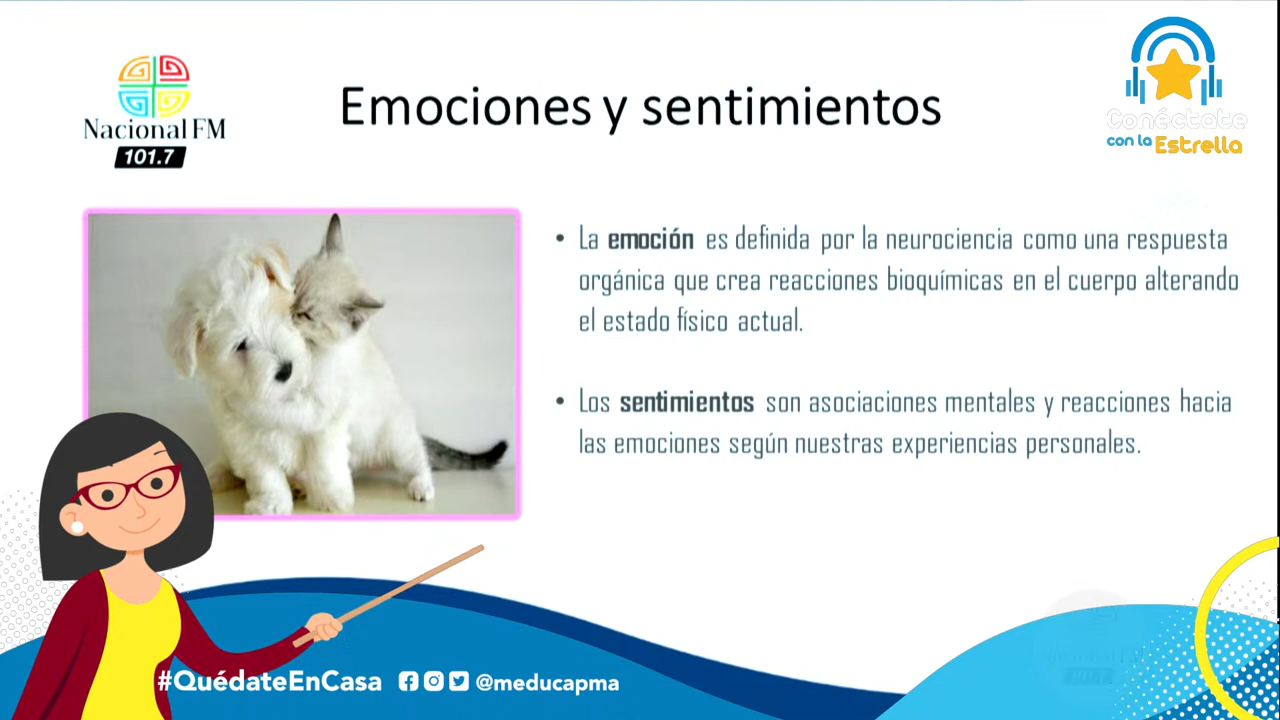 Nacional FM
101.7
Emociones y sentimientos
Conéctate
con la Estrella
• La emoción es definida por la neurociencia como una respuesta
orgánica que crea reacciones bioquímicas en el cuerpo alterando
el estado físico actual.
• Los sentimientos son asociaciones mentales y reacciones hacia
las emociones según nuestras experiencias personales.
#QuédateEnCasa @meducapma